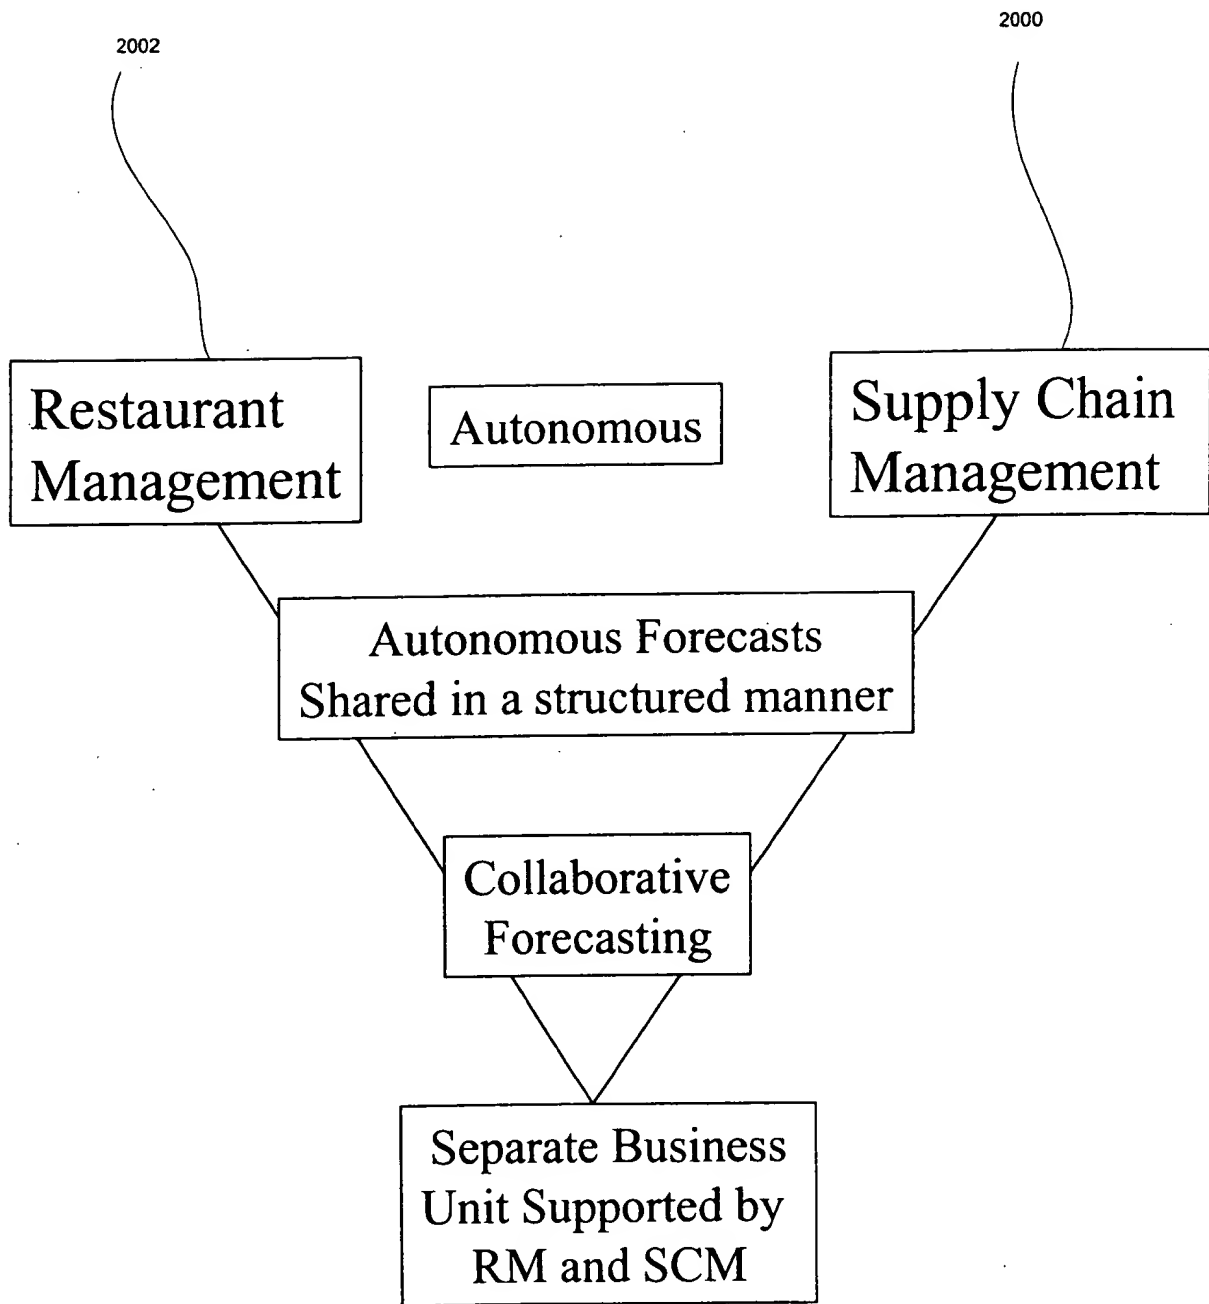 2002
2000
Restaurant
Management
Autonomous
Supply Chain
Management
Autonomous Forecasts
Shared in a structured manner
Collaborative
Forecasting
Separate Business
Unit Supported by
RM and SCM